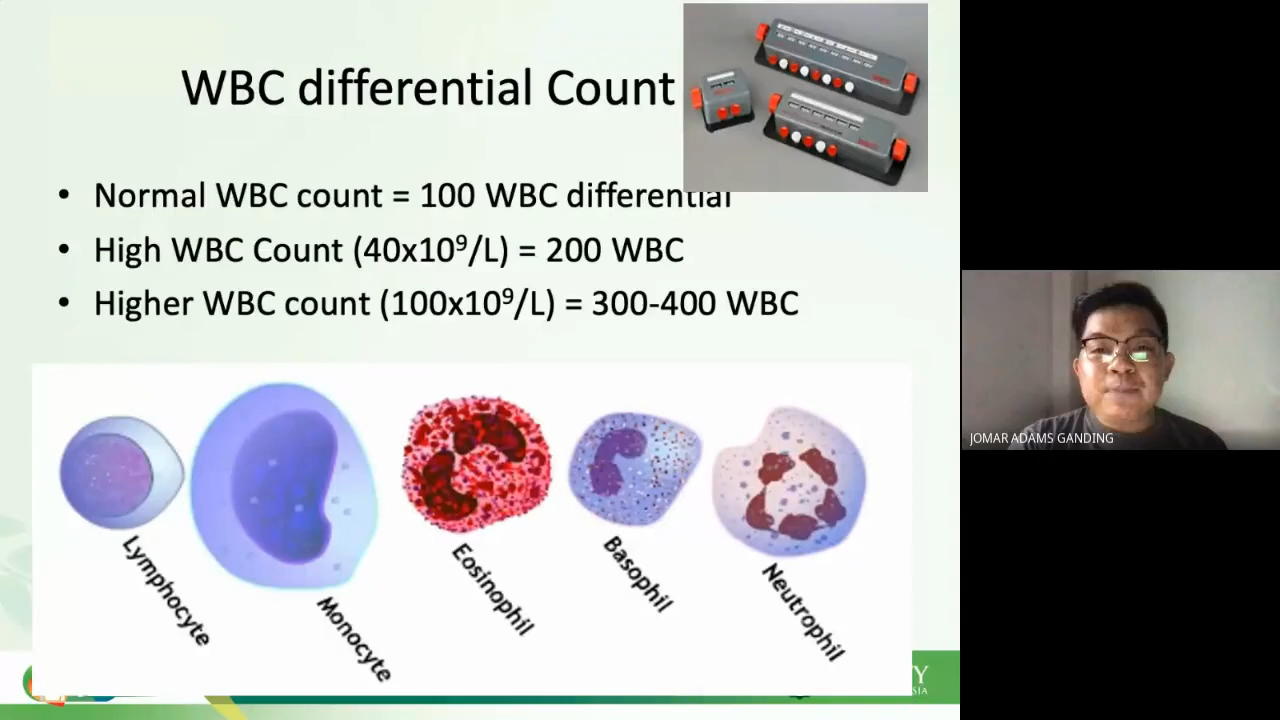 WBC differential Count
• Normal WBC count = 100 WBC differential
• High WBC Count (40x10⁹/L) = 200 WBC
• Higher WBC count (100x10⁹/L) = 300-400 WBC
Lymphocyte
Monocyte
Eosinophil
Basophil
Neutrophil
JOMAR ADAMS GANDING